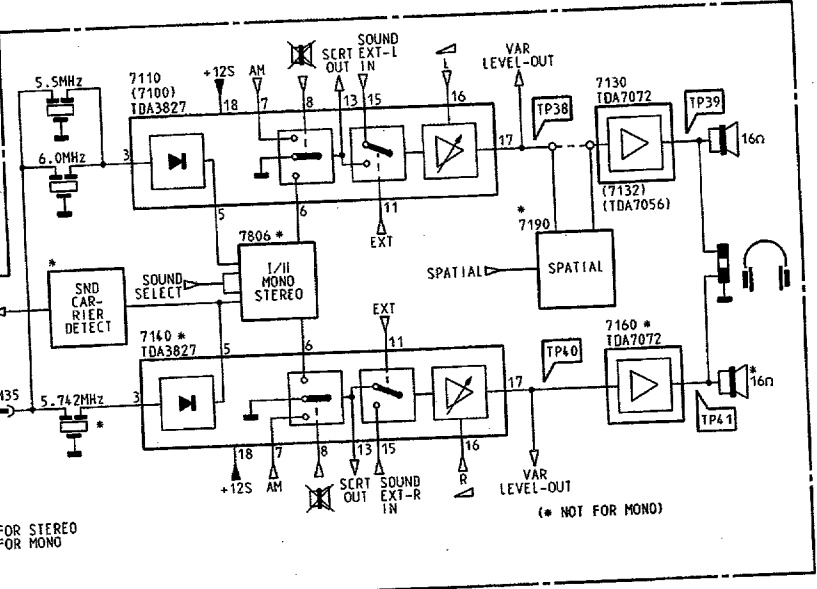 5.5MHz
6.0MHz
7110
(7100)
TDA3827
+12S
AM
SCRT
OUT
SOUND
EXT-L
IN
L
VAR
LEVEL-OUT
7130
TDA7072
TP38
TP39
16Ω
18
7
8
13
15
16
3
17
5
6
11
EXT
(7132)
(TDA7056)
*
7190
SPATIAL
SPATIAL
7806 *
I/II
MONO
STEREO
SOUND
SELECT
*
SND
CAR-
RIER
DETECT
7140 *
TDA3827
5
6
EXT
11
TP40
7160 *
TDA7072
*
16Ω
TP41
M35
5.742MHz
*
3
17
18
7
8
13
15
16
+12S
AM
SCRT
OUT
SOUND
EXT-R
IN
R
VAR
LEVEL-OUT
(* NOT FOR MONO)
FOR STEREO
FOR MONO